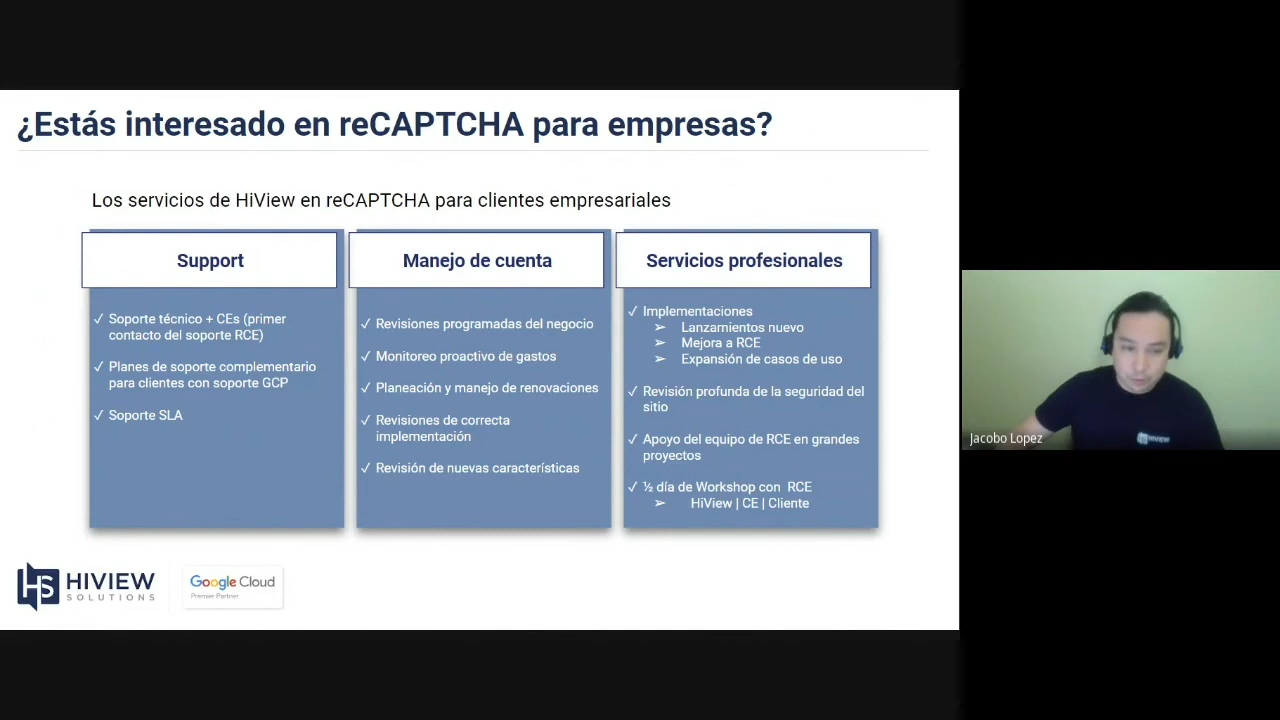 ¿Estás interesado en reCAPTCHA para empresas?
Los servicios de HiView en reCAPTCHA para clientes empresariales
Support
✓ Soporte técnico + CEs (primer
contacto del soporte RCE)
✓ Planes de soporte complementario
para clientes con soporte GCP
✓ Soporte SLA
Manejo de cuenta
✓ Revisiones programadas del negocio
✓ Monitoreo proactivo de gastos
✓ Planeación y manejo de renovaciones
✓ Revisiones de correcta
implementación
✓ Revisión de nuevas características
Servicios profesionales
✓ Implementaciones
➢ Lanzamientos nuevo
➢ Mejora a RCE
➢ Expansión de casos de uso
✓ Revisión profunda de la seguridad del
sitio
✓ Apoyo del equipo de RCE en grandes
proyectos
✓ ½ día de Workshop con RCE
➢ HiView | CE | Cliente
HS HIVIEW
SOLUTIONS
Google Cloud
Premier Partner
Jacobo Lopez
HIVIEW